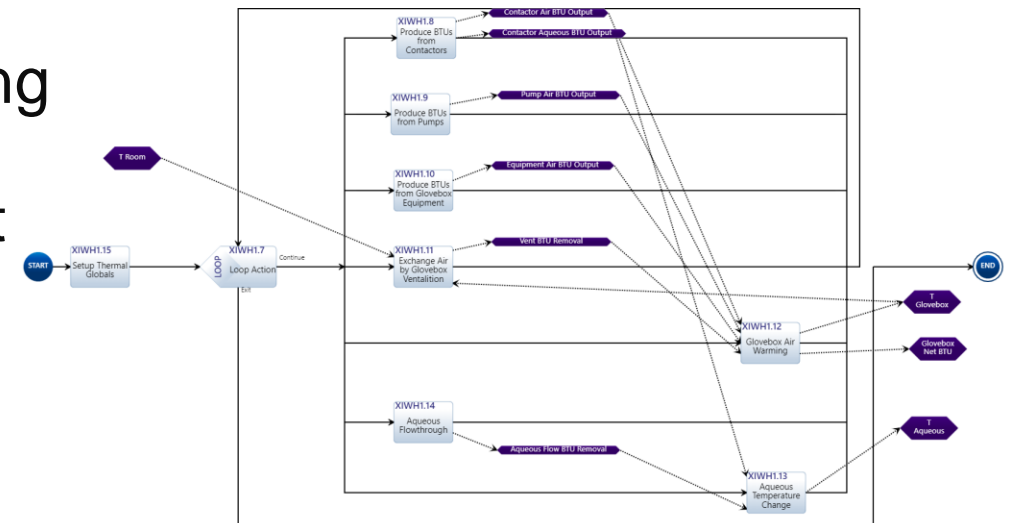 ng
t
XIWH1.8
Produce BTUs
from
Contactors
Contactor Air BTU Output
Contactor Aqueous BTU Output
XIWH1.9
Produce BTUs
from Pumps
Pump Air BTU Output
T Room
XIWH1.10
Produce BTUs
from Glovebox
Equipment
Equipment Air BTU Output
START
XIWH1.15
Setup Thermal
Globals
LOOP
XIWH1.7
Loop Action
Continue
Exit
XIWH1.11
Exchange Air
by Glovebox
Ventalition
Vent BTU Removal
END
T
Glovebox
XIWH1.12
Glovebox Air
Warming
Glovebox
Net BTU
XIWH1.14
Aqueous
Flowthrough
Aqueous Flow BTU Removal
T
Aqueous
XIWH1.13
Aqueous
Temperature
Change